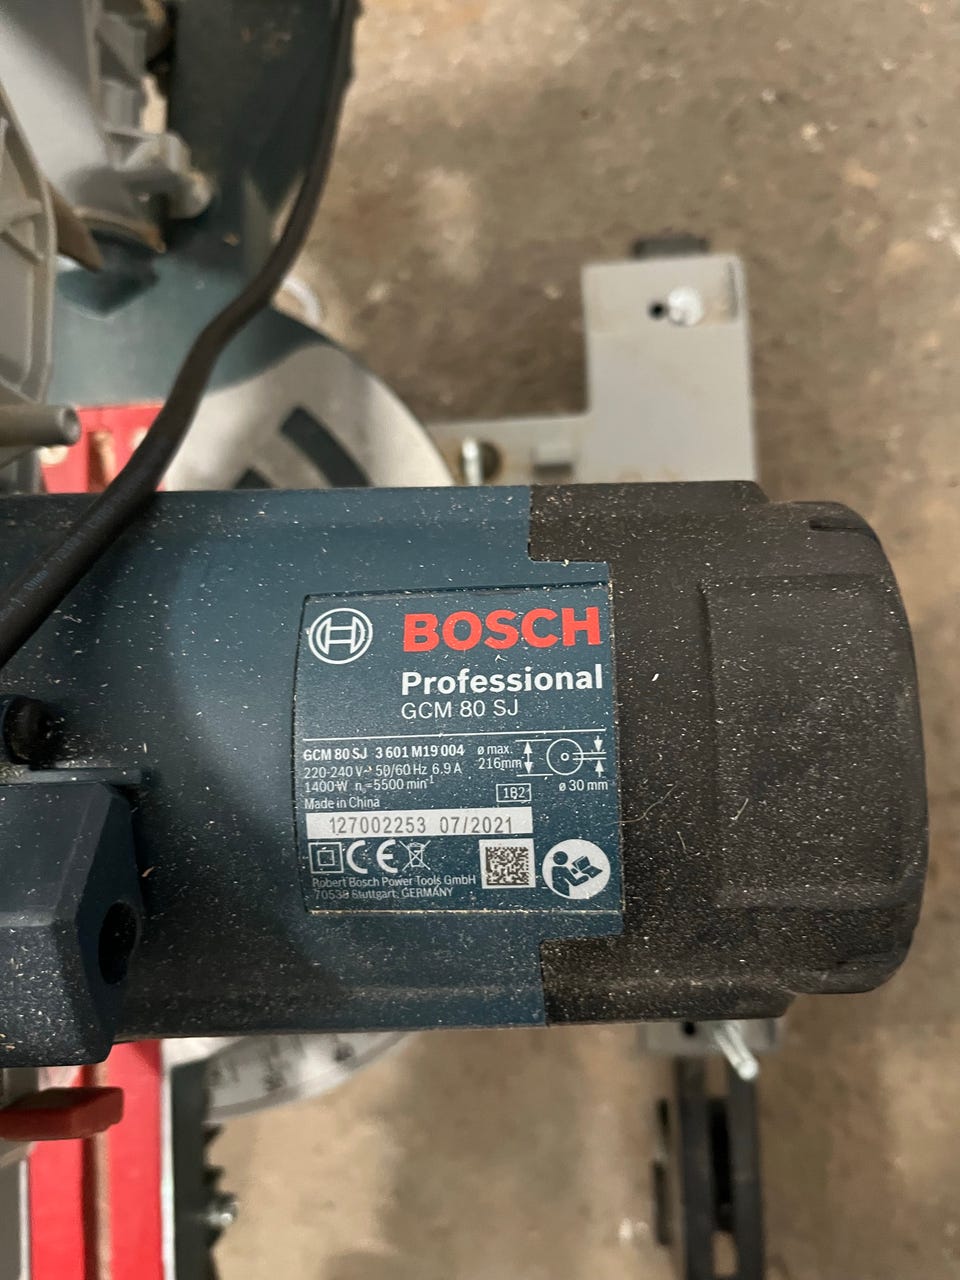 BOSCH
Professional
GCM 80 SJ
GCM 80 SJ 3 601 M19 004
220-240 V~ 50/60 Hz 6.9 A
1400 W n₀=5500 min⁻¹
Made in China
ø max.
216mm
ø 30 mm
182
127002253 07/2021
CE
Robert Bosch Power Tools GmbH
70538 Stuttgart, GERMANY